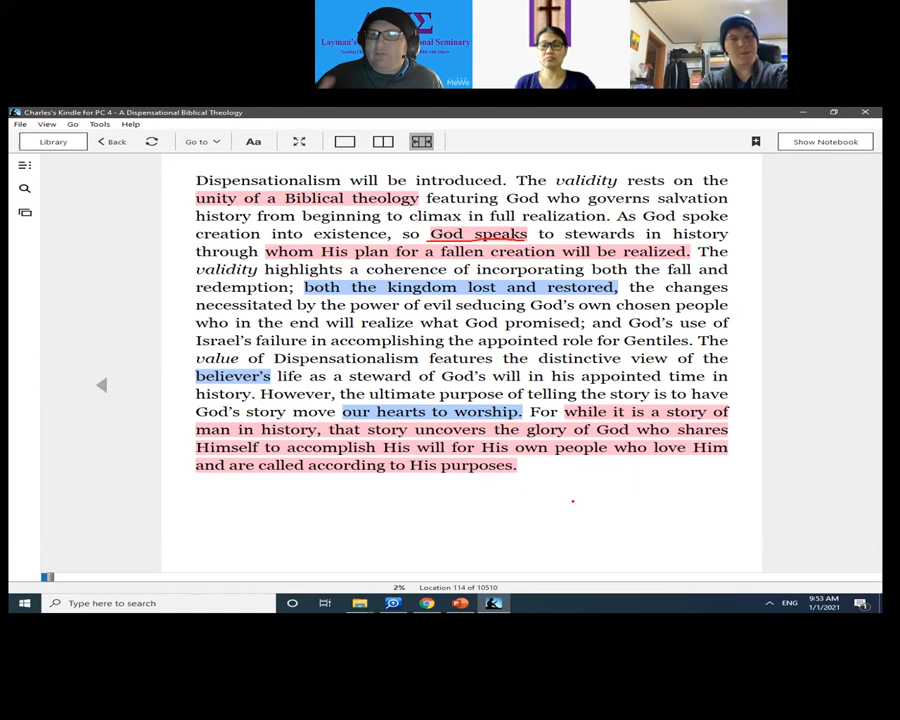 Layman's
onal Seminary
MeWe
Charles's Kindle for PC 4 - A Dispensational Biblical Theology
File View Go Tools Help
Library Back Go to Aa Show Notebook
Dispensationalism will be introduced. The validity rests on the
unity of a Biblical theology featuring God who governs salvation
history from beginning to climax in full realization. As God spoke
creation into existence, so God speaks to stewards in history
through whom His plan for a fallen creation will be realized. The
validity highlights a coherence of incorporating both the fall and
redemption; both the kingdom lost and restored, the changes
necessitated by the power of evil seducing God's own chosen people
who in the end will realize what God promised; and God's use of
Israel's failure in accomplishing the appointed role for Gentiles. The
value of Dispensationalism features the distinctive view of the
believer's life as a steward of God's will in his appointed time in
history. However, the ultimate purpose of telling the story is to have
God's story move our hearts to worship. For while it is a story of
man in history, that story uncovers the glory of God who shares
Himself to accomplish His will for His own people who love Him
and are called according to His purposes.
2% Location 114 of 10510
Type here to search
ENG
9:53 AM
1/1/2021